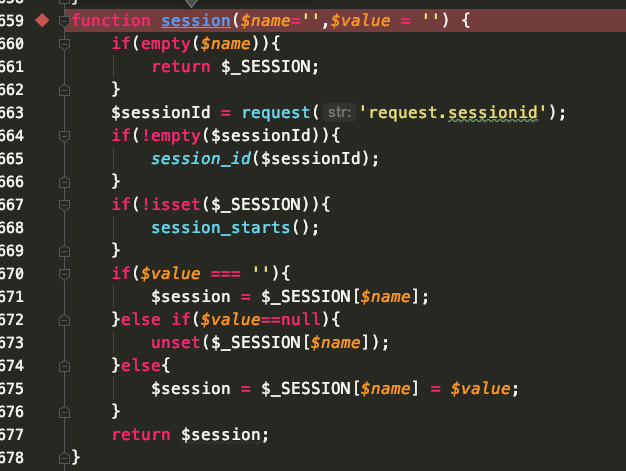 659 function session($name='',$value = '') {
660 if(empty($name)){
661 return $_SESSION;
662 }
663 $sessionId = request( str: 'request.sessionid');
664 if(!empty($sessionId)){
665 session_id($sessionId);
666 }
667 if(!isset($_SESSION)){
668 session_starts();
669 }
670 if($value === ''){
671 $session = $_SESSION[$name];
672 }else if($value==null){
673 unset($_SESSION[$name]);
674 }else{
675 $session = $_SESSION[$name] = $value;
676 }
677 return $session;
678 }